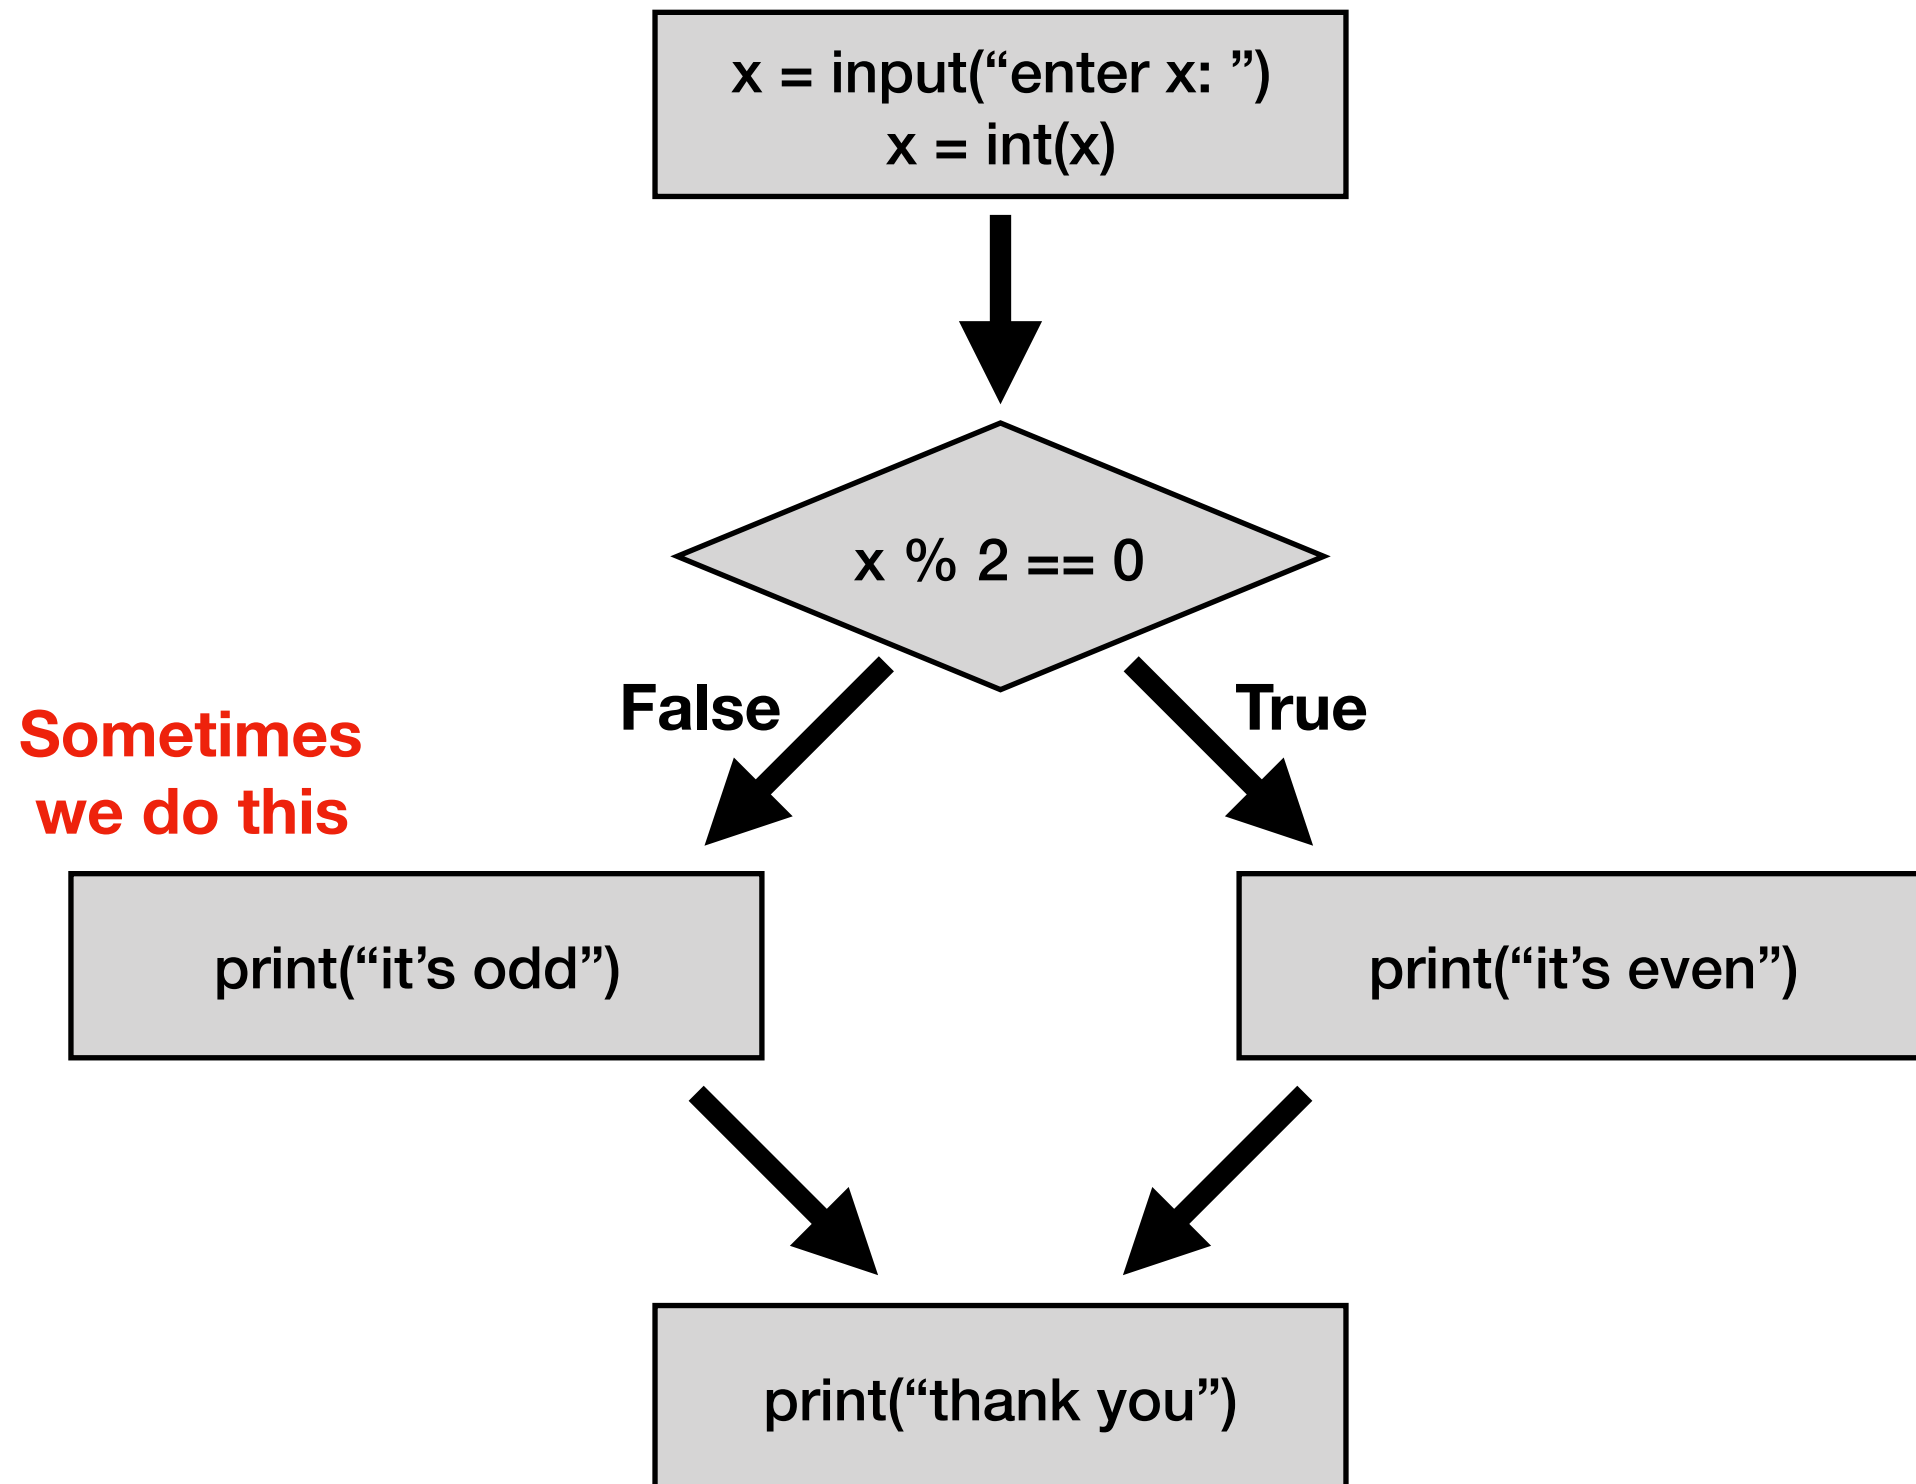 x = input(“enter x: ”)
x = int(x)
x % 2 == 0
False
True
Sometimes
we do this
print(“it’s odd”)
print(“it’s even”)
print(“thank you”)